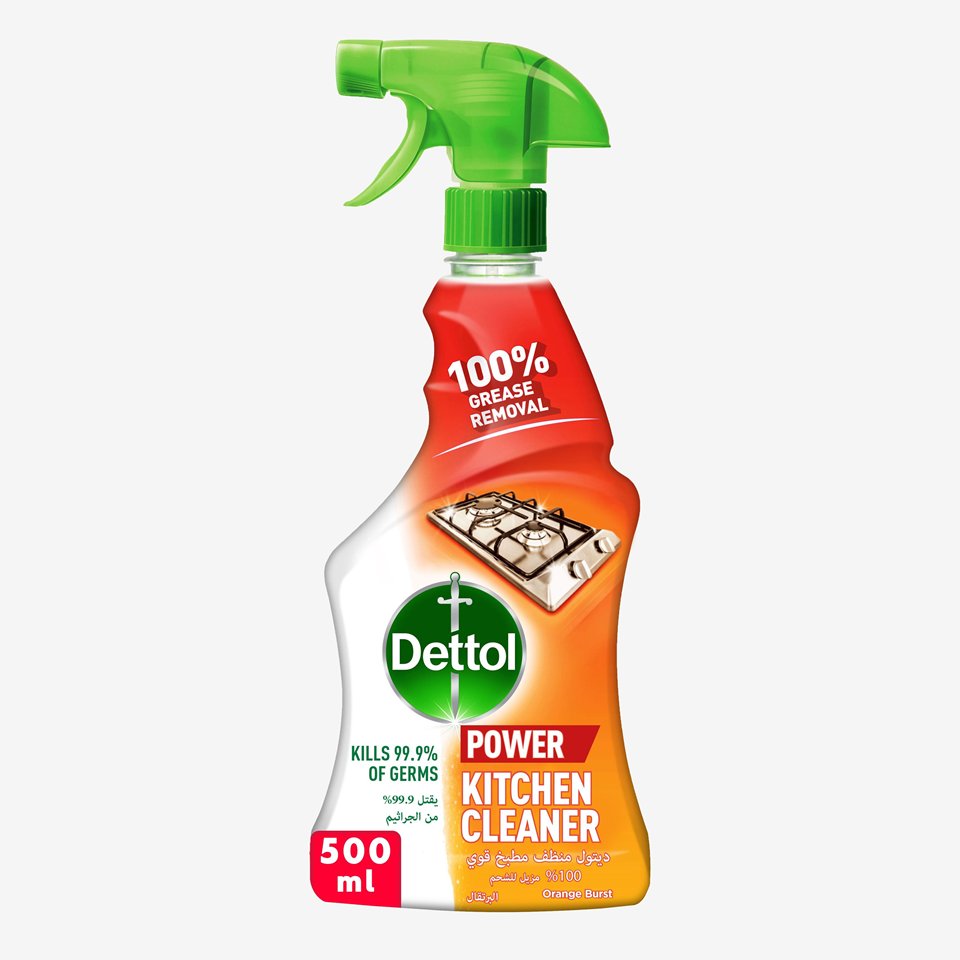 100%
GREASE
REMOVAL
Dettol
KILLS 99.9%
OF GERMS
يقتل 99.9%
من الجراثيم
POWER
KITCHEN
CLEANER
ديتول منظف مطبخ قوي
100% مزيل للشحم
البرتقال Orange Burst
500
ml